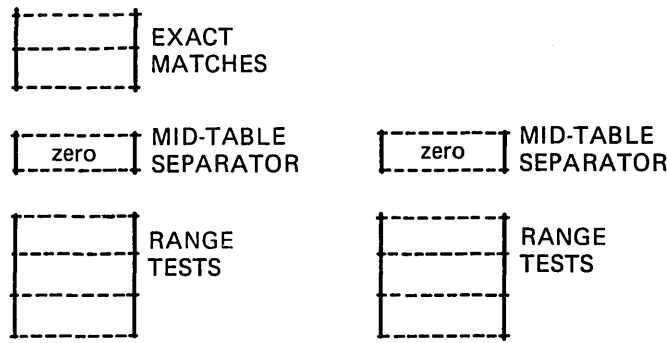 EXACT
MATCHES
zero
MID-TABLE
SEPARATOR
RANGE
TESTS
zero
MID-TABLE
SEPARATOR
RANGE
TESTS